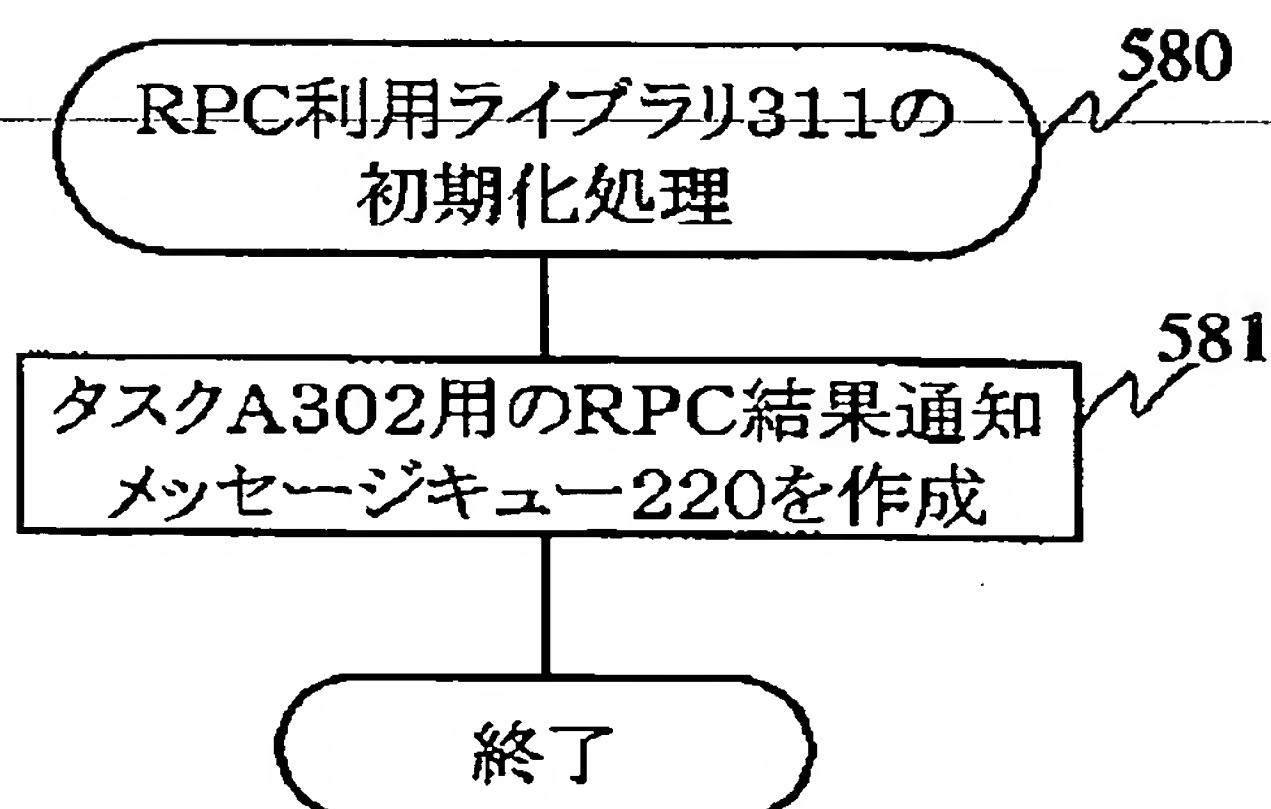 580
RPC利用ライブラリ311の
初期化処理
581
タスクA302用のRPC結果通知
メッセージキュー220を作成
終了